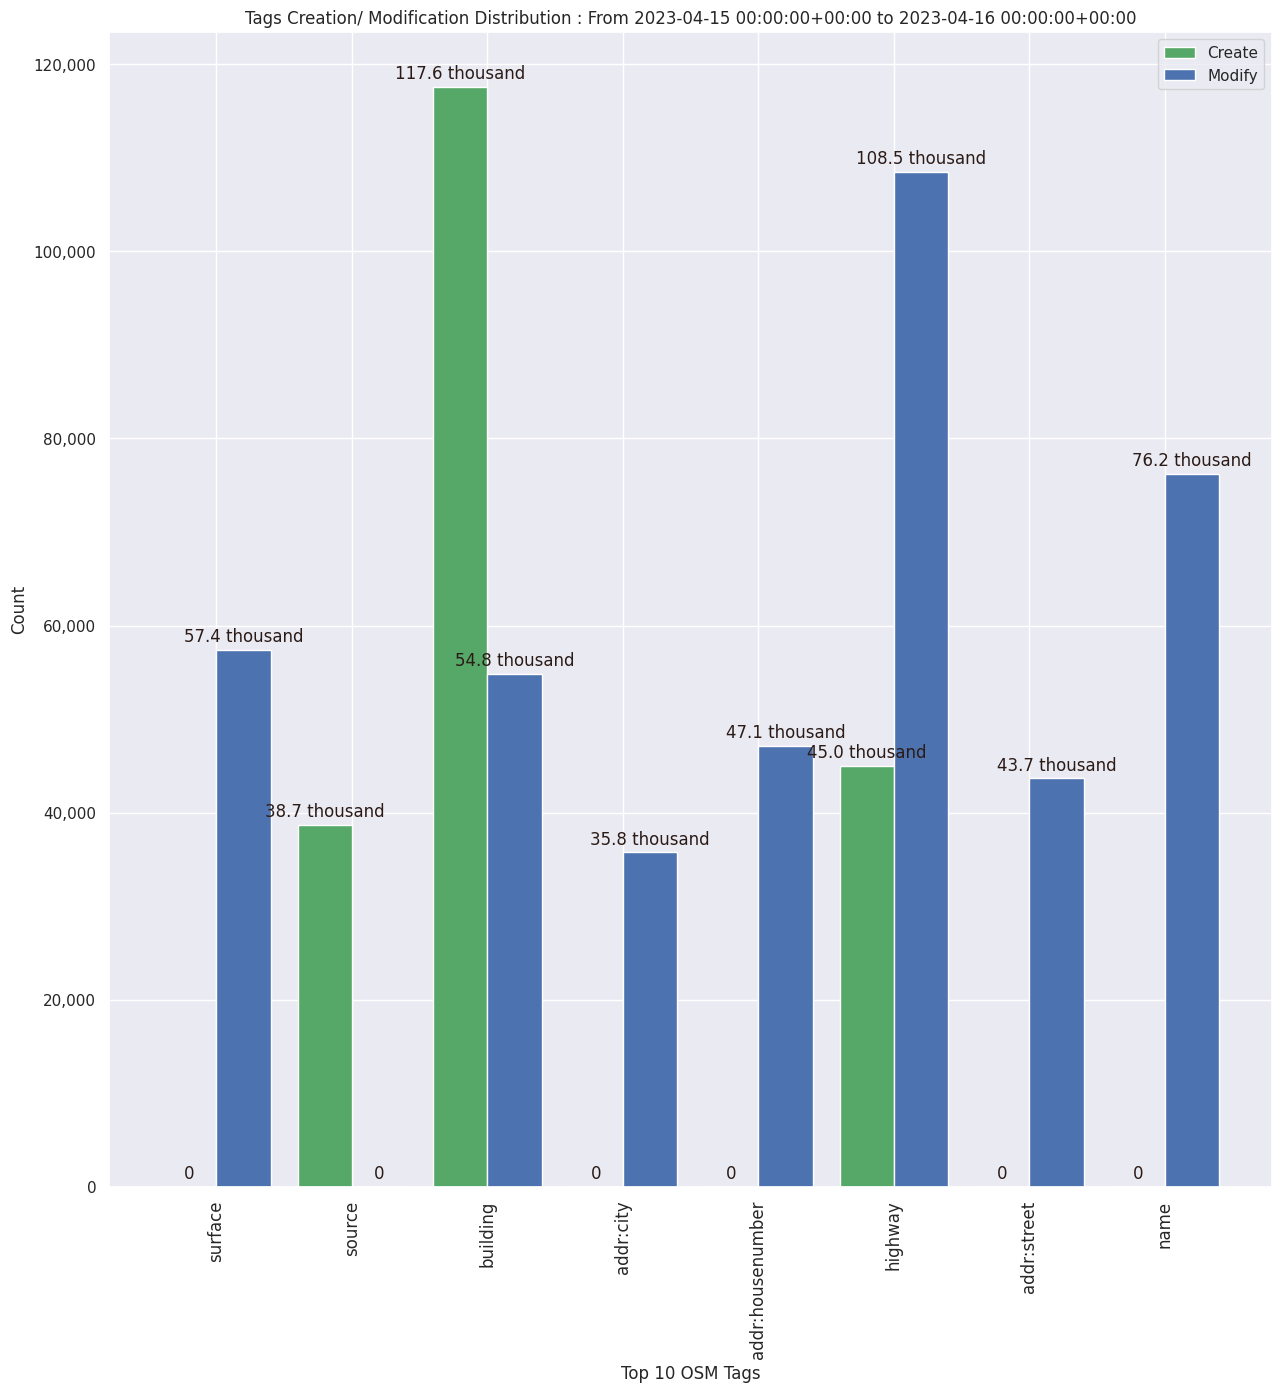 Tags Creation/ Modification Distribution : From 2023-04-15 00:00:00+00:00 to 2023-04-16 00:00:00+00:00
Create
Modify
120,000
100,000
80,000
60,000
40,000
20,000
0
Count
117.6 thousand
108.5 thousand
76.2 thousand
57.4 thousand
54.8 thousand
47.1 thousand
45.0 thousand
43.7 thousand
38.7 thousand
35.8 thousand
0
0
0
0
0
0
surface
source
building
addr:city
addr:housenumber
highway
addr:street
name
Top 10 OSM Tags